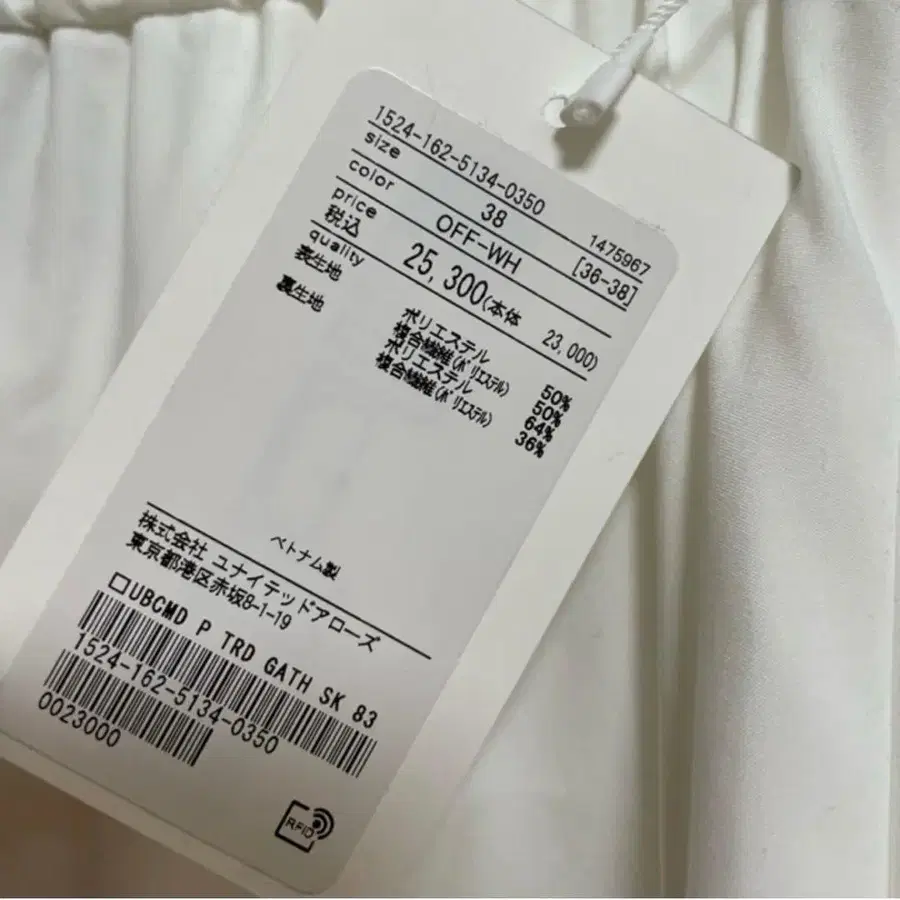 1524-162-5134-0350
1475967
size 38 [36-38]
color OFF-WH
price
税込 25,300(本体 23,000)
quality
表生地 ポリエステル 50%
複合繊維(ポリエステル) 50%
裏生地 ポリエステル 64%
複合繊維(ポリエステル) 36%
ベトナム製
株式会社 ユナイテッドアローズ
東京都港区赤坂8-1-19
□UBCMD P TRD GATH SK 83
1524-162-5134-0350
0023000
RFID